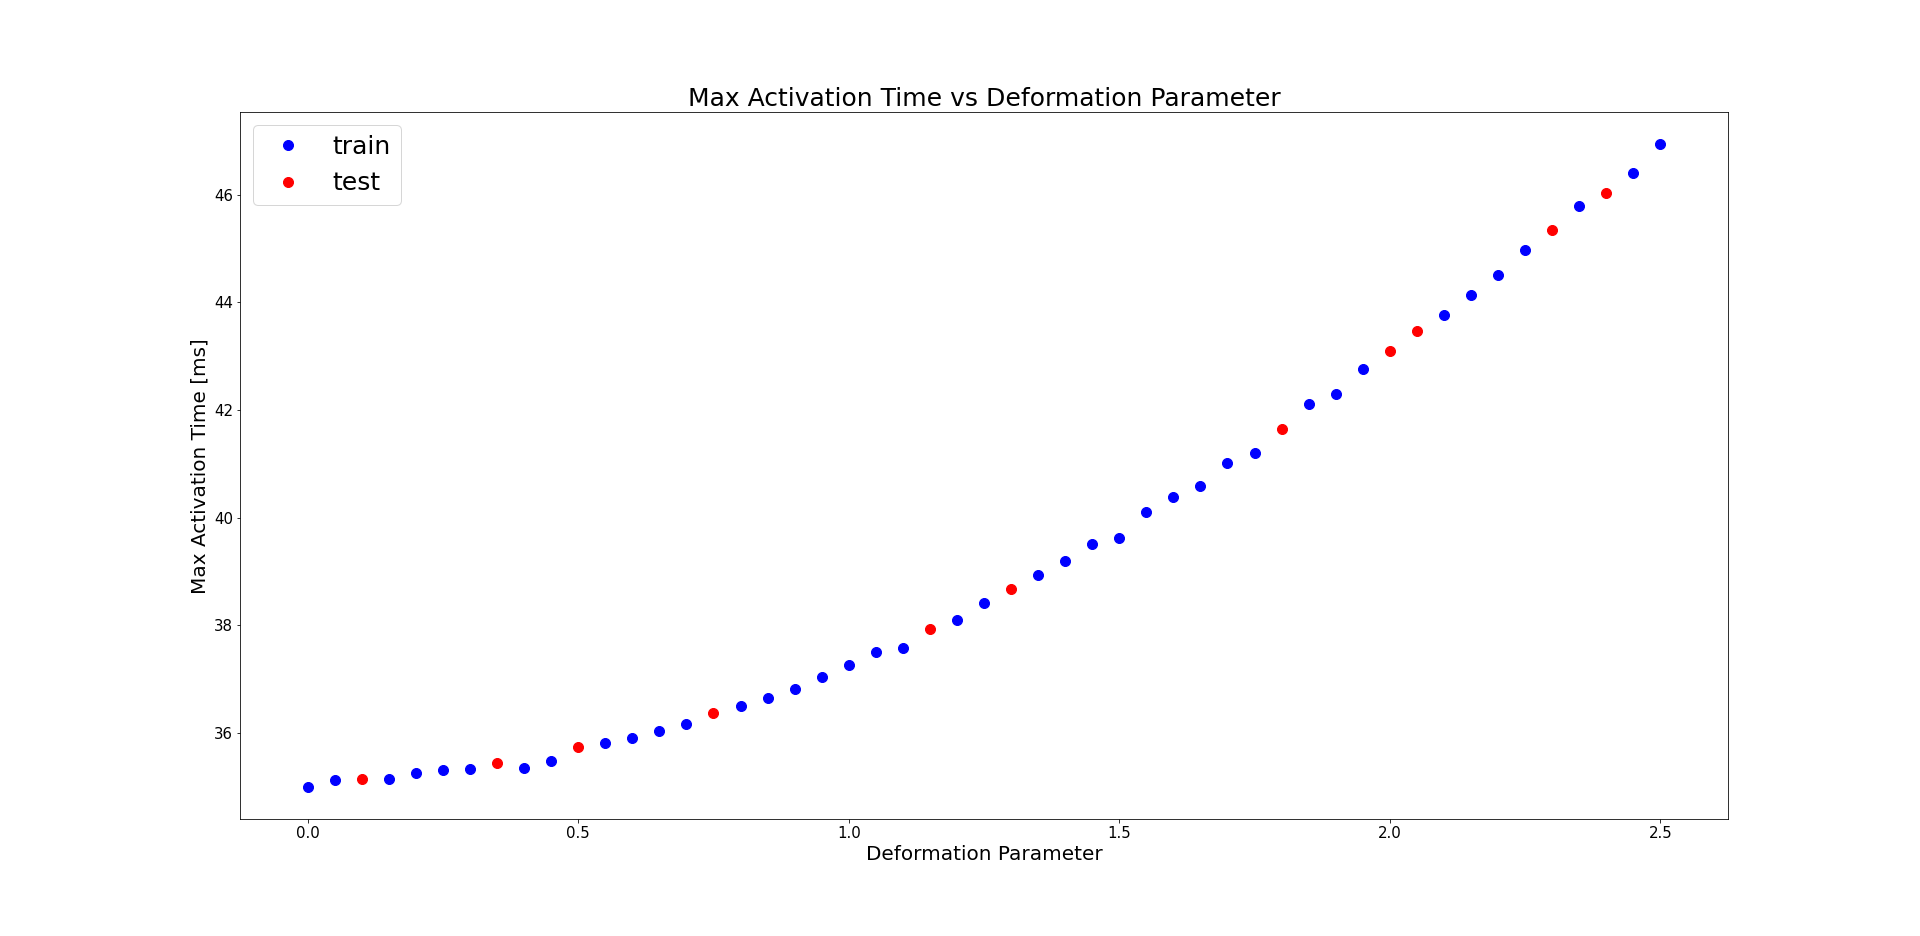 Max Activation Time vs Deformation Parameter
train
test
46
44
42
40
38
36
Max Activation Time [ms]
0.0 0.5 1.0 1.5 2.0 2.5
Deformation Parameter